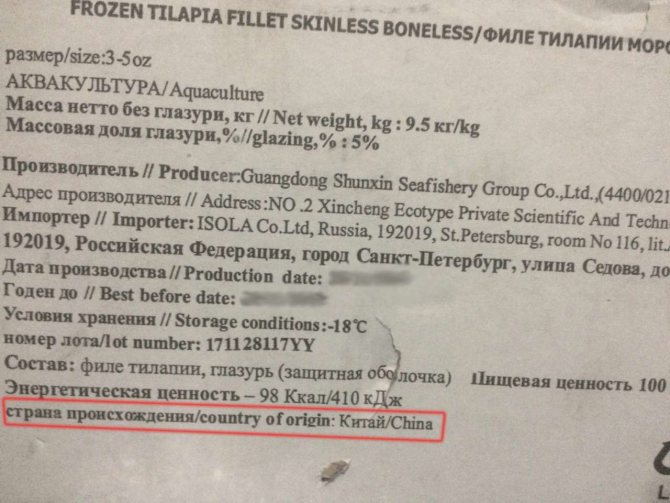 FROZEN TILAPIA FILLET SKINLESS BONELESS/ФИЛЕ ТИЛАПИИ МОРО
размер/size:3-5oz
АКВАКУЛЬТУРА/Aquaculture
Масса нетто без глазури, кг // Net weight, kg : 9.5 кг/kg
Массовая доля глазури,%//glazing,% : 5%
Производитель // Producer:Guangdong Shunxin Seafishery Group Co.,Ltd.,(4400/021
Адрес производителя // Address:NO .2 Xincheng Ecotype Private Scientific And Techn
Импортер // Importer: ISOLA Co.Ltd, Russia, 192019, St.Petersburg, room No 116, lit.
192019, Российская Федерация, город Санкт-Петербург, улица Седова, до
Дата производства // Production date:
Годен до // Best before date:
Условия хранения // Storage conditions:-18℃
номер лота/lot number: 171128117YY
Состав: филе тилапии, глазурь (защитная оболочка) Пищевая ценность 100
Энергетическая ценность – 98 Ккал/410 кДж
страна происхождения/country of origin: Китай/China